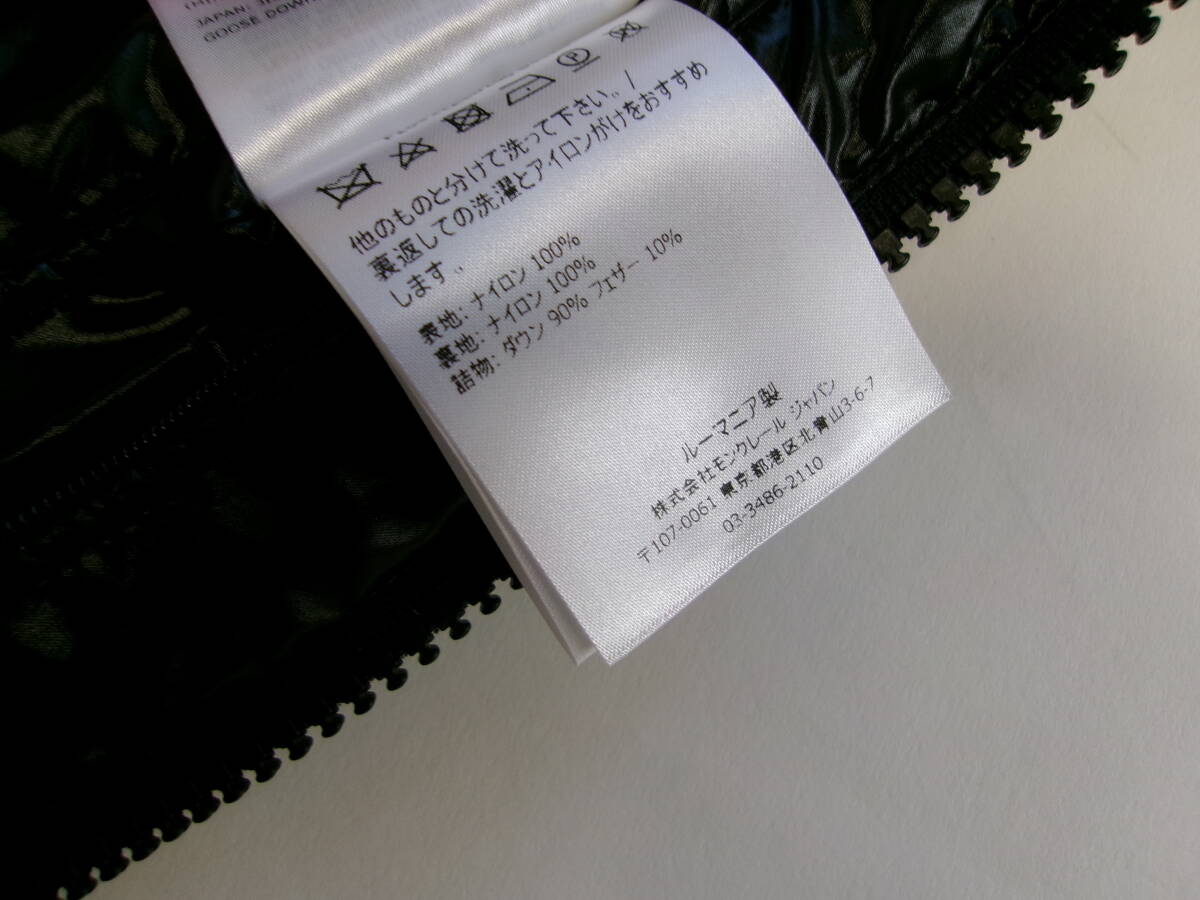 JAPAN:
GOOSE DOWN
他のものと分けて洗って下さい。/
裏返しての洗濯とアイロンがけをおすすめ
します。
表地: ナイロン 100%
裏地: ナイロン 100%
詰物: ダウン 90% フェザー 10%
ルーマニア製
株式会社モンクレール ジャパン
〒107-0061 東京都港区北青山3-6-7
03-3486-2110